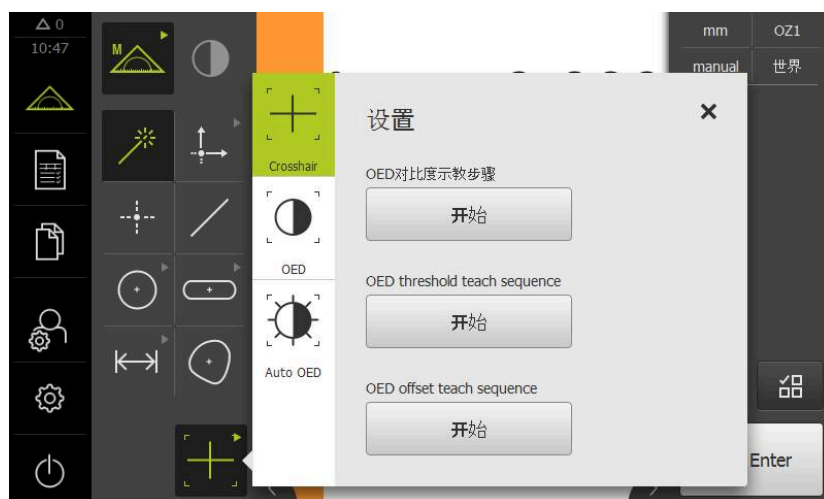 0
10:47
M
mm
OZ1
manual
世界
Crosshair
设置
OED对比度示教步骤
开始
OED
OED threshold teach sequence
开始
Auto OED
OED offset teach sequence
开始
Enter